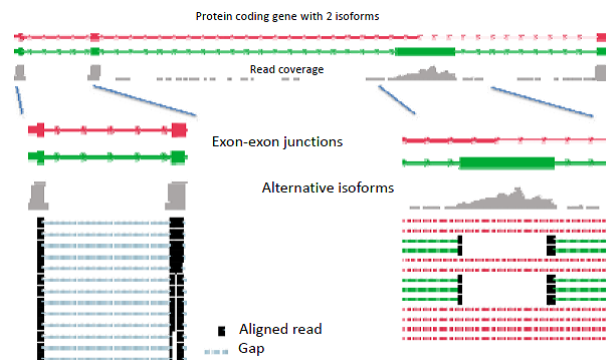 Protein coding gene with 2 isoforms
Read coverage
Exon-exon junctions
Alternative isoforms
Aligned read
Gap